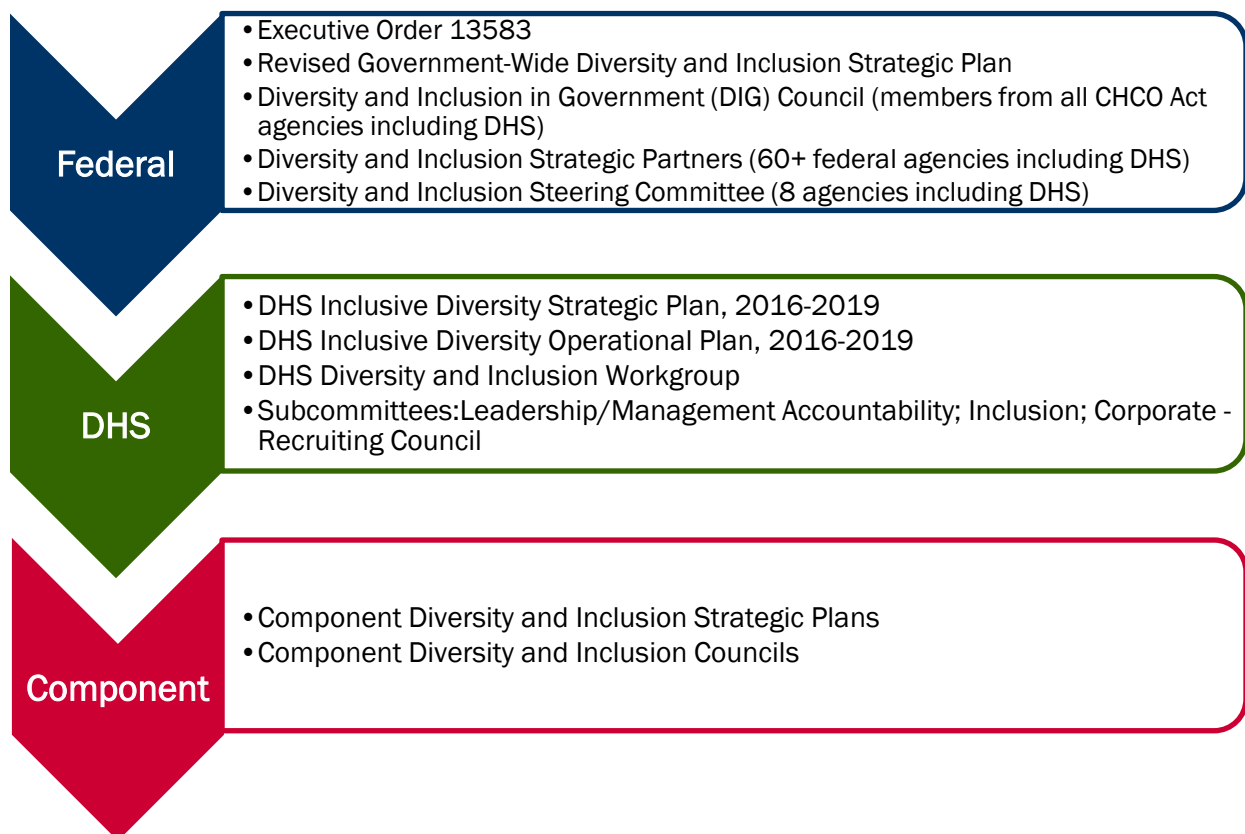 Federal
•Executive Order 13583
•Revised Government-Wide Diversity and Inclusion Strategic Plan
•Diversity and Inclusion in Government (DIG) Council (members from all CHCO Act
agencies including DHS)
•Diversity and Inclusion Strategic Partners (60+ federal agencies including DHS)
•Diversity and Inclusion Steering Committee (8 agencies including DHS)
DHS
•DHS Inclusive Diversity Strategic Plan, 2016-2019
•DHS Inclusive Diversity Operational Plan, 2016-2019
•DHS Diversity and Inclusion Workgroup
•Subcommittees:Leadership/Management Accountability; Inclusion; Corporate -
Recruiting Council
Component
•Component Diversity and Inclusion Strategic Plans
•Component Diversity and Inclusion Councils